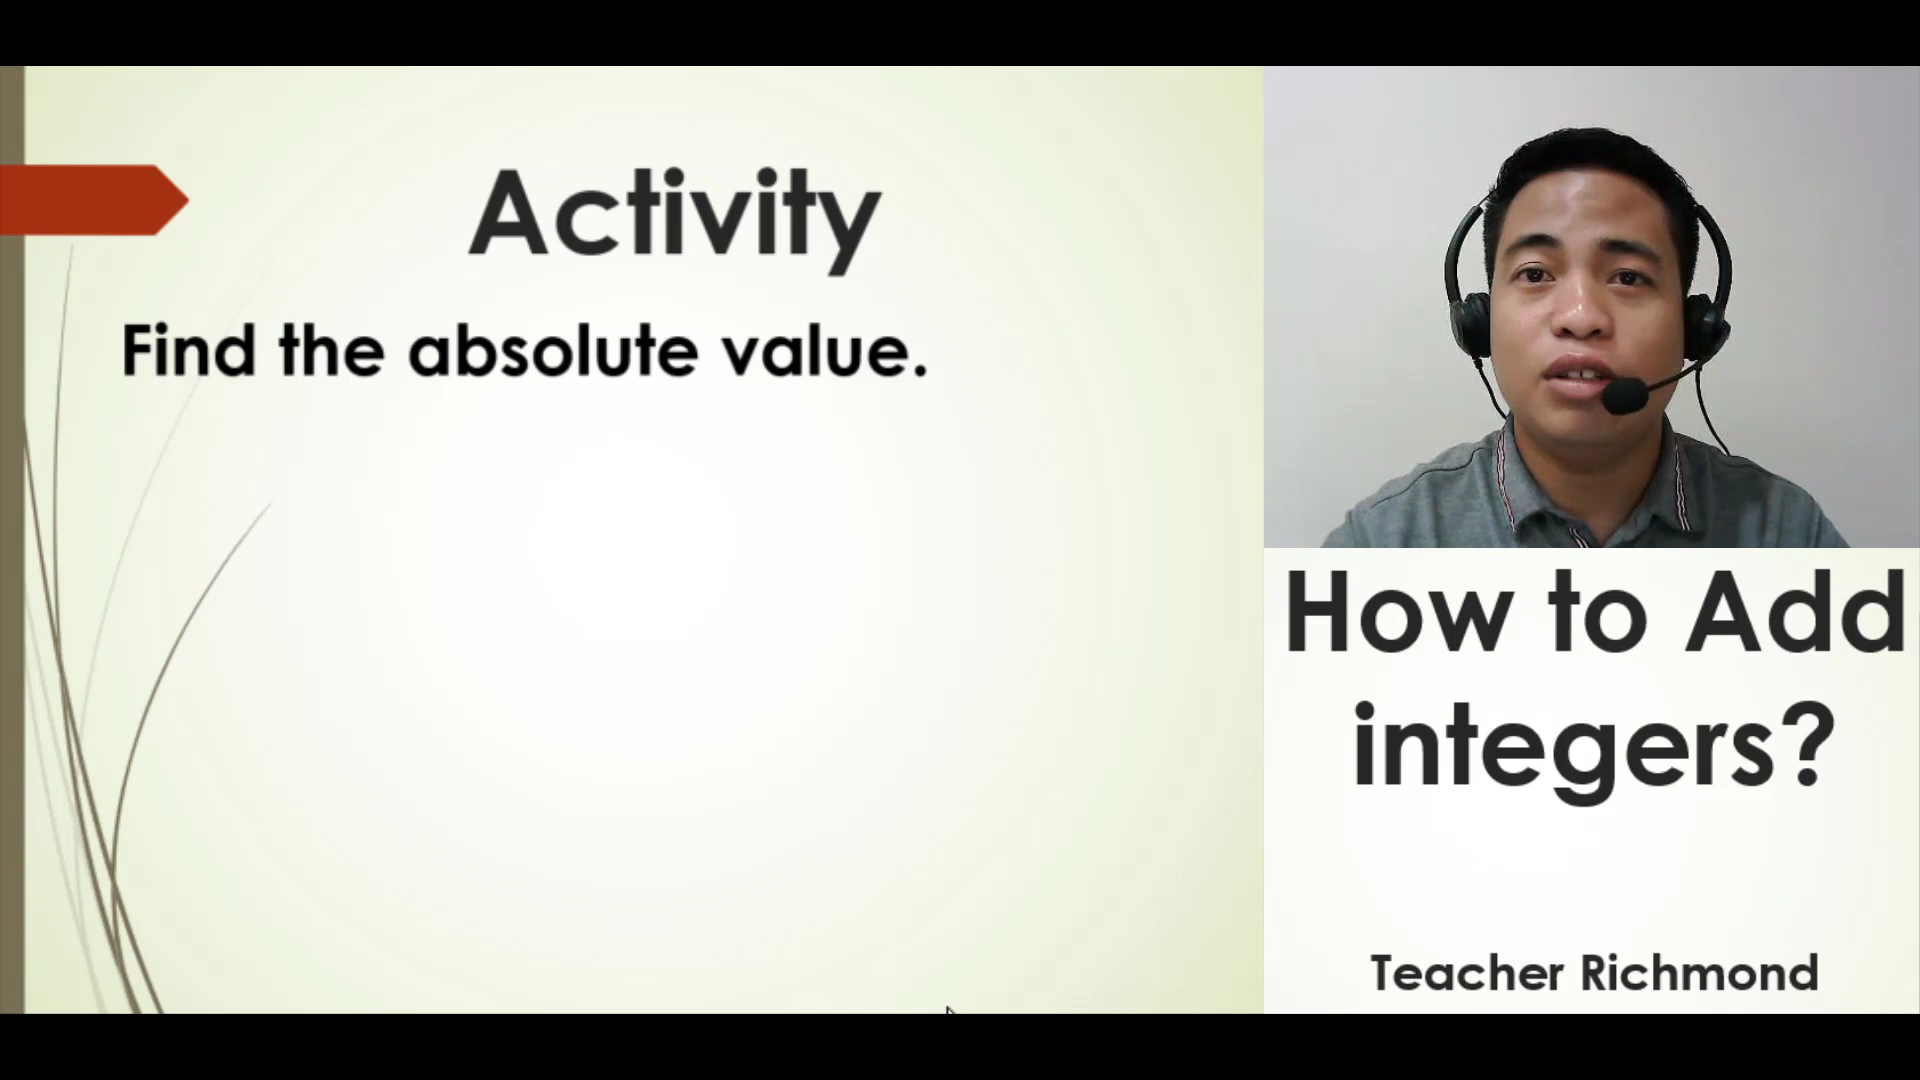 Activity
Find the absolute value.
How to Add
integers?
Teacher Richmond